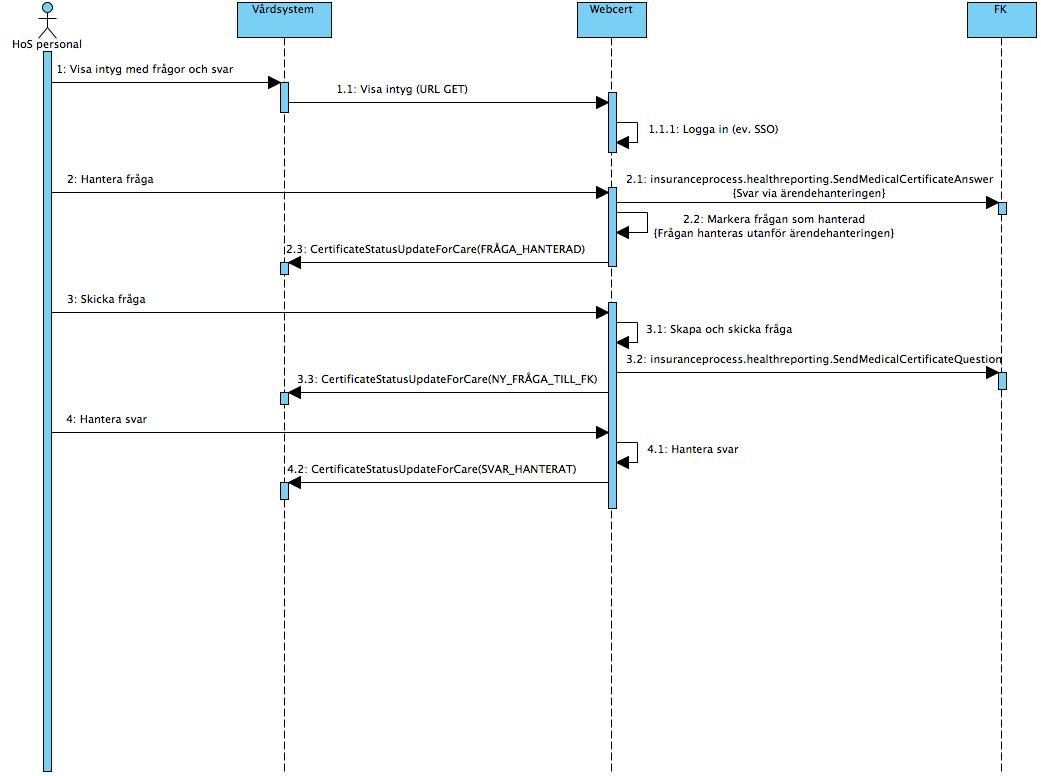 Vårdsystem
Webcert
FK
HoS personal
1: Visa intyg med frågor och svar
1.1: Visa intyg (URL GET)
1.1.1: Logga in (ev. SSO)
2: Hantera fråga
2.1: insuranceprocess.healthreporting.SendMedicalCertificateAnswer
{Svar via ärendehanteringen}
2.2: Markera frågan som hanterad
{Frågan hanteras utanför ärendehanteringen}
2.3: CertificateStatusUpdateForCare(FRÅGA_HANTERAD)
3: Skicka fråga
3.1: Skapa och skicka fråga
3.2: insuranceprocess.healthreporting.SendMedicalCertificateQuestion
3.3: CertificateStatusUpdateForCare(NY_FRÅGA_TILL_FK)
4: Hantera svar
4.1: Hantera svar
4.2: CertificateStatusUpdateForCare(SVAR_HANTERAT)